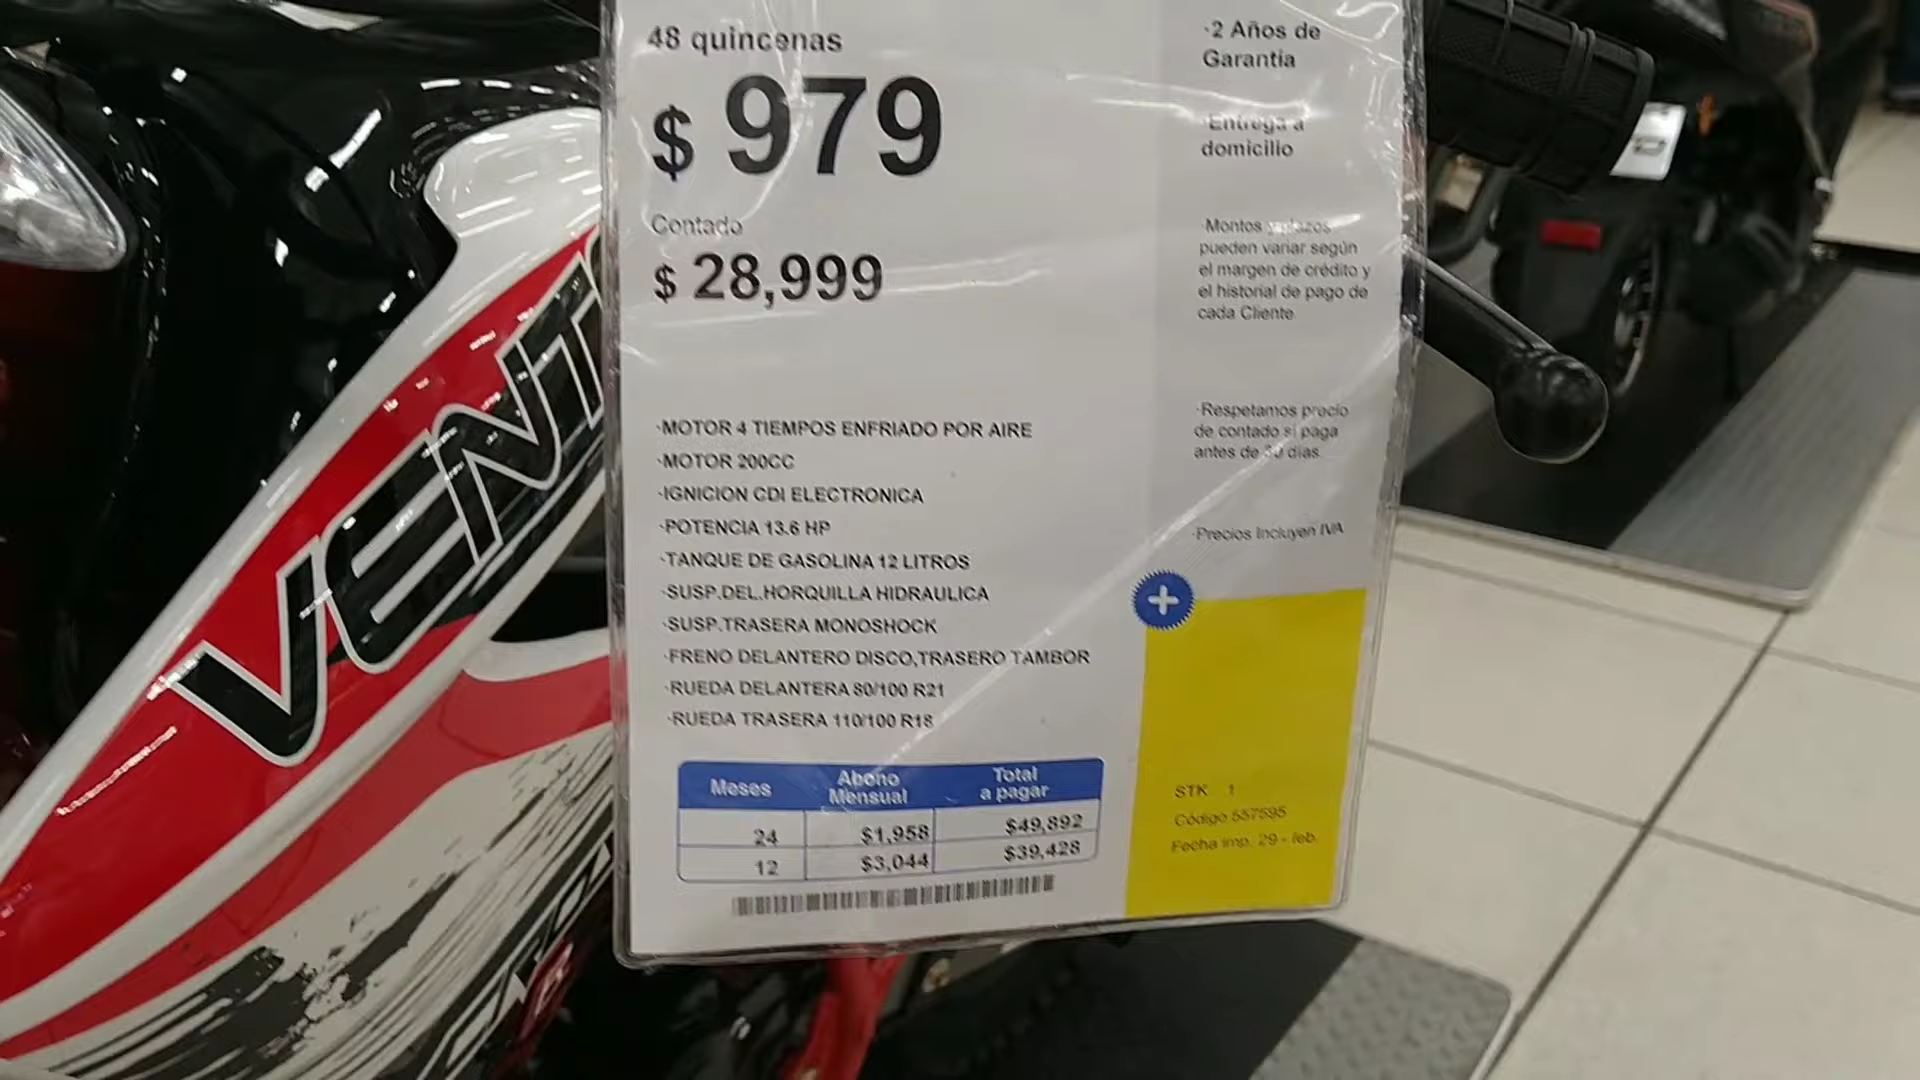 VENTO
48 quincenas
$ 979
Contado
$ 28,999
·MOTOR 4 TIEMPOS ENFRIADO POR AIRE
·MOTOR 200CC
·IGNICION CDI ELECTRONICA
·POTENCIA 13.6 HP
·TANQUE DE GASOLINA 12 LITROS
·SUSP.DEL.HORQUILLA HIDRAULICA
·SUSP.TRASERA MONOSHOCK
·FRENO DELANTERO DISCO,TRASERO TAMBOR
·RUEDA DELANTERA 80/100 R21
·RUEDA TRASERA 110/100 R18
Meses Abono Mensual Total a pagar
24 $1,958 $49,892
12 $3,044 $39,428
·2 Años de
Garantía
·Entrega a
domicilio
·Montos y plazos
pueden variar según
el margen de crédito y
el historial de pago de
cada Cliente
·Respetamos precio
de contado si paga
antes de 30 días.
·Precios Incluyen IVA
+
STK 1
Código 557595
Fecha imp. 29 - feb.